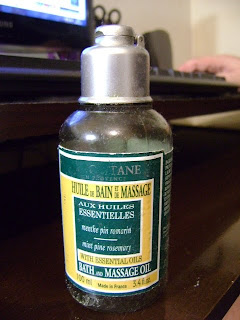 TANE
HUILE DE BAIN ET DE MASSAGE
AUX HUILES
ESSENTIELLES
menthe pin romarin
mint pine rosemary
WITH ESSENTIAL OILS
BATH AND MASSAGE OIL
100 ml Made in France 3.4 fl.oz